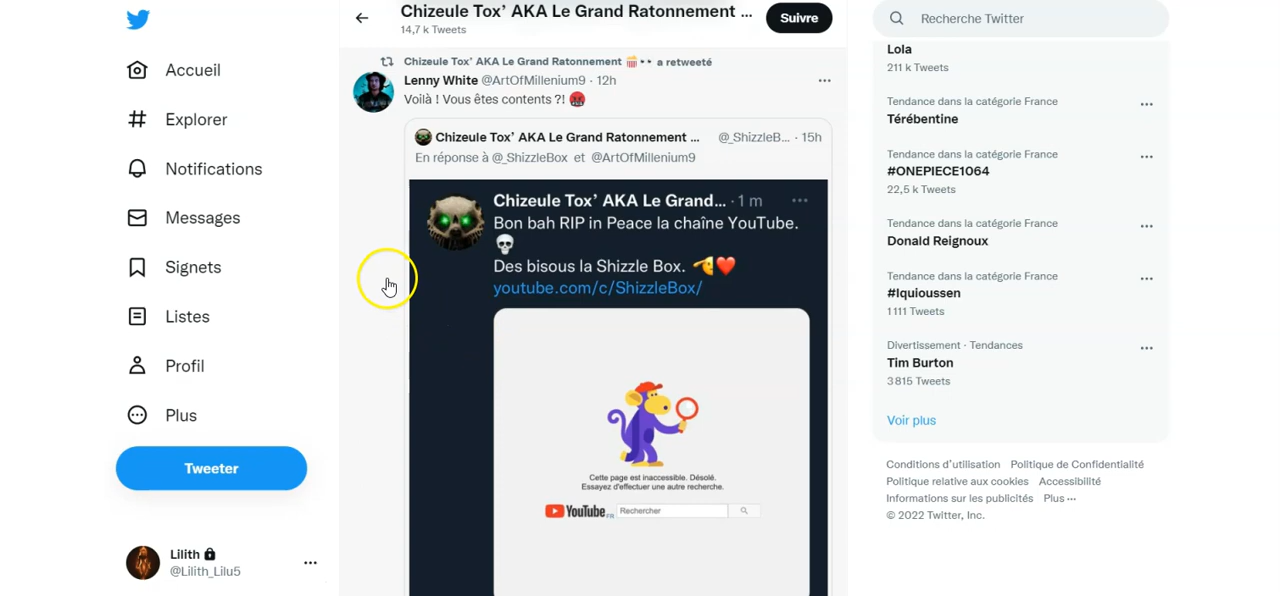 Accueil
Explorer
Notifications
Messages
Signets
Listes
Profil
Plus
Tweeter
Lilith
@Lilith_Lilu5
Chizeule Tox’ AKA Le Grand Ratonnement ...
14,7 k Tweets
Suivre
Chizeule Tox’ AKA Le Grand Ratonnement 🍿 👀 a retweeté
Lenny White @ArtOfMillenium9 · 12h
Voilà ! Vous êtes contents ?! 🤬
Chizeule Tox’ AKA Le Grand Ratonnement ... @_ShizzleB... · 15h
En réponse à @_ShizzleBox et @ArtOfMillenium9
Chizeule Tox’ AKA Le Grand... · 1 m
Bon bah RIP in Peace la chaîne YouTube.
💀
Des bisous la Shizzle Box. 🫡❤️
youtube.com/c/ShizzleBox/
Cette page est inaccessible. Désolé.
Essayez d'effectuer une autre recherche.
YouTube FR Rechercher
Recherche Twitter
Lola
211 k Tweets
Tendance dans la catégorie France
Térébentine
Tendance dans la catégorie France
#ONEPIECE1064
22,5 k Tweets
Tendance dans la catégorie France
Donald Reignoux
Tendance dans la catégorie France
#Iquioussen
1 111 Tweets
Divertissement · Tendances
Tim Burton
3 815 Tweets
Voir plus
Conditions d’utilisation Politique de Confidentialité
Politique relative aux cookies Accessibilité
Informations sur les publicités Plus ···
© 2022 Twitter, Inc.